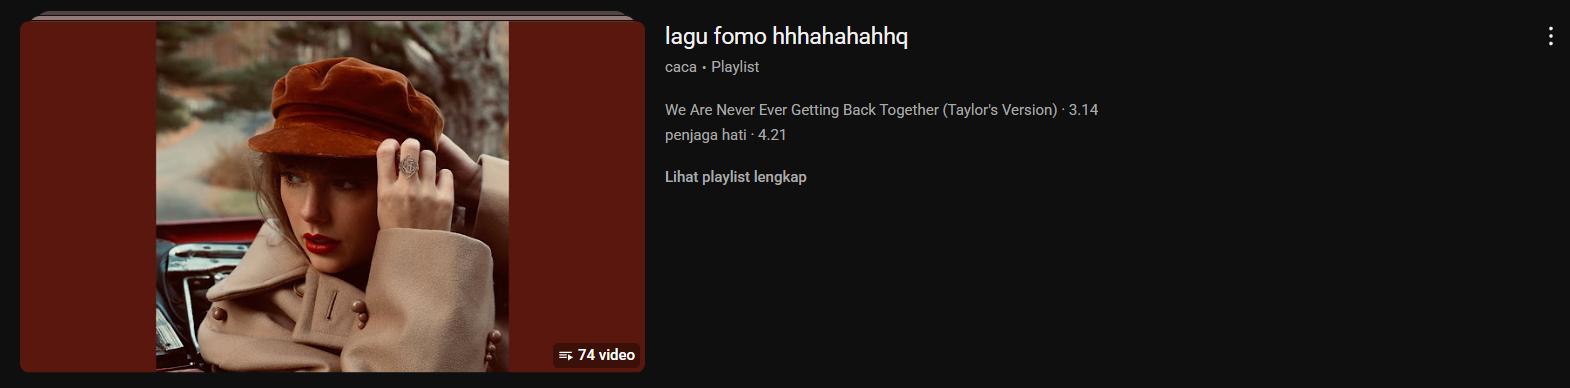 lagu fomo hhhahahahhq
caca • Playlist
We Are Never Ever Getting Back Together (Taylor's Version) · 3.14
penjaga hati · 4.21
Lihat playlist lengkap
74 video